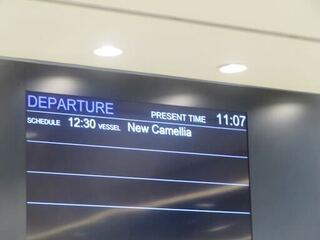 DEPARTURE PRESENT TIME 11:07
SCHEDULE 12:30 VESSEL New Camellia